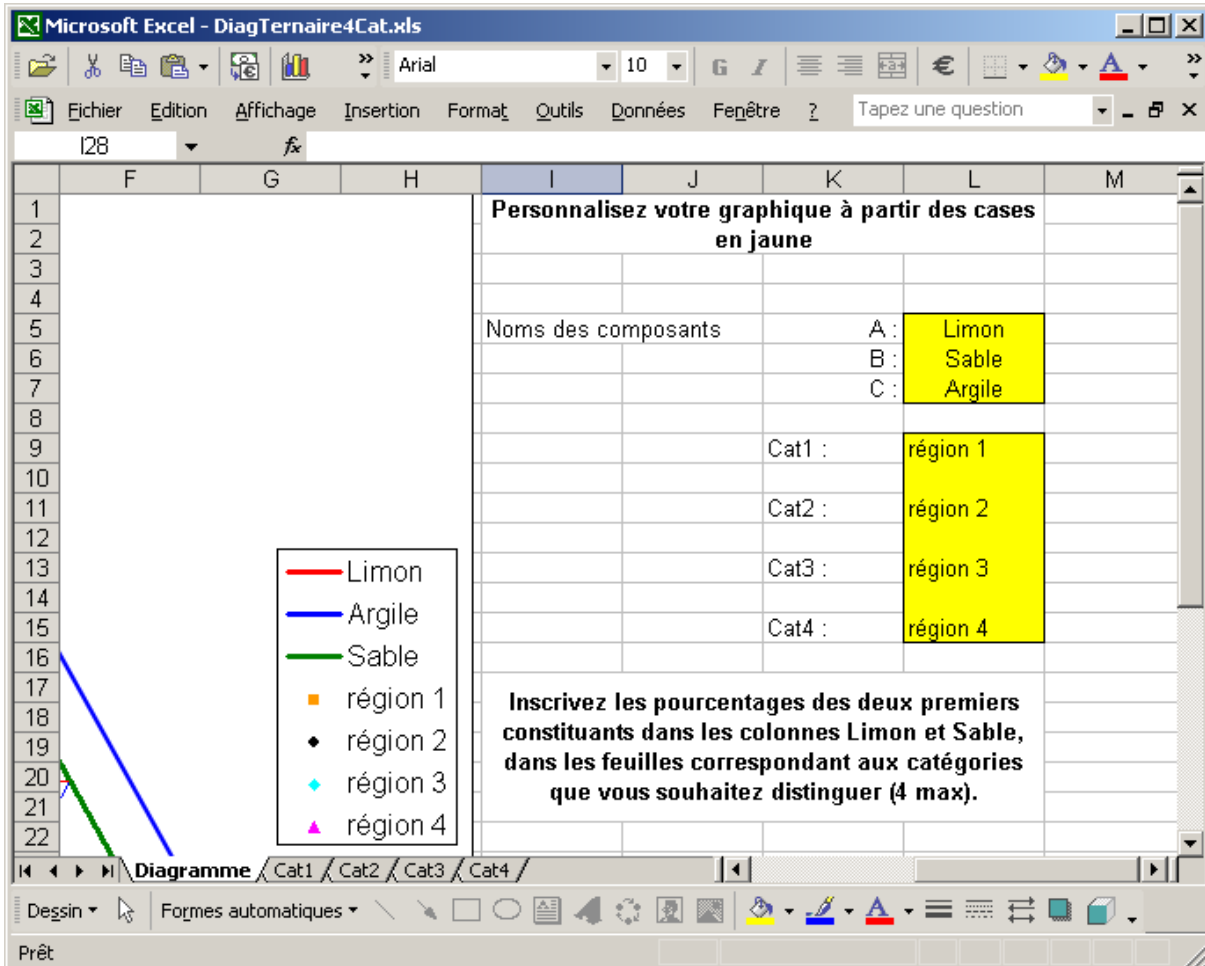 Microsoft Excel - DiagTernaire4Cat.xls
Arial 10 G I €  A
Fichier Edition Affichage Insertion Format Outils Données Fenêtre ? Tapez une question
I28 fx
F G H I J K L M
1 Personnalisez votre graphique à partir des cases
2 en jaune
3
4
5 Noms des composants A : Limon
6 B : Sable
7 C : Argile
8
9 Cat1 : région 1
10
11 Cat2 : région 2
12
13 Cat3 : région 3
14
15 Cat4 : région 4
16
17
18
19
20
21
22
Limon
Argile
Sable
région 1
région 2
région 3
région 4
Inscrivez les pourcentages des deux premiers
constituants dans les colonnes Limon et Sable,
dans les feuilles correspondant aux catégories
que vous souhaitez distinguer (4 max).
Diagramme Cat1 Cat2 Cat3 Cat4
Dessin Formes automatiques A
Prêt